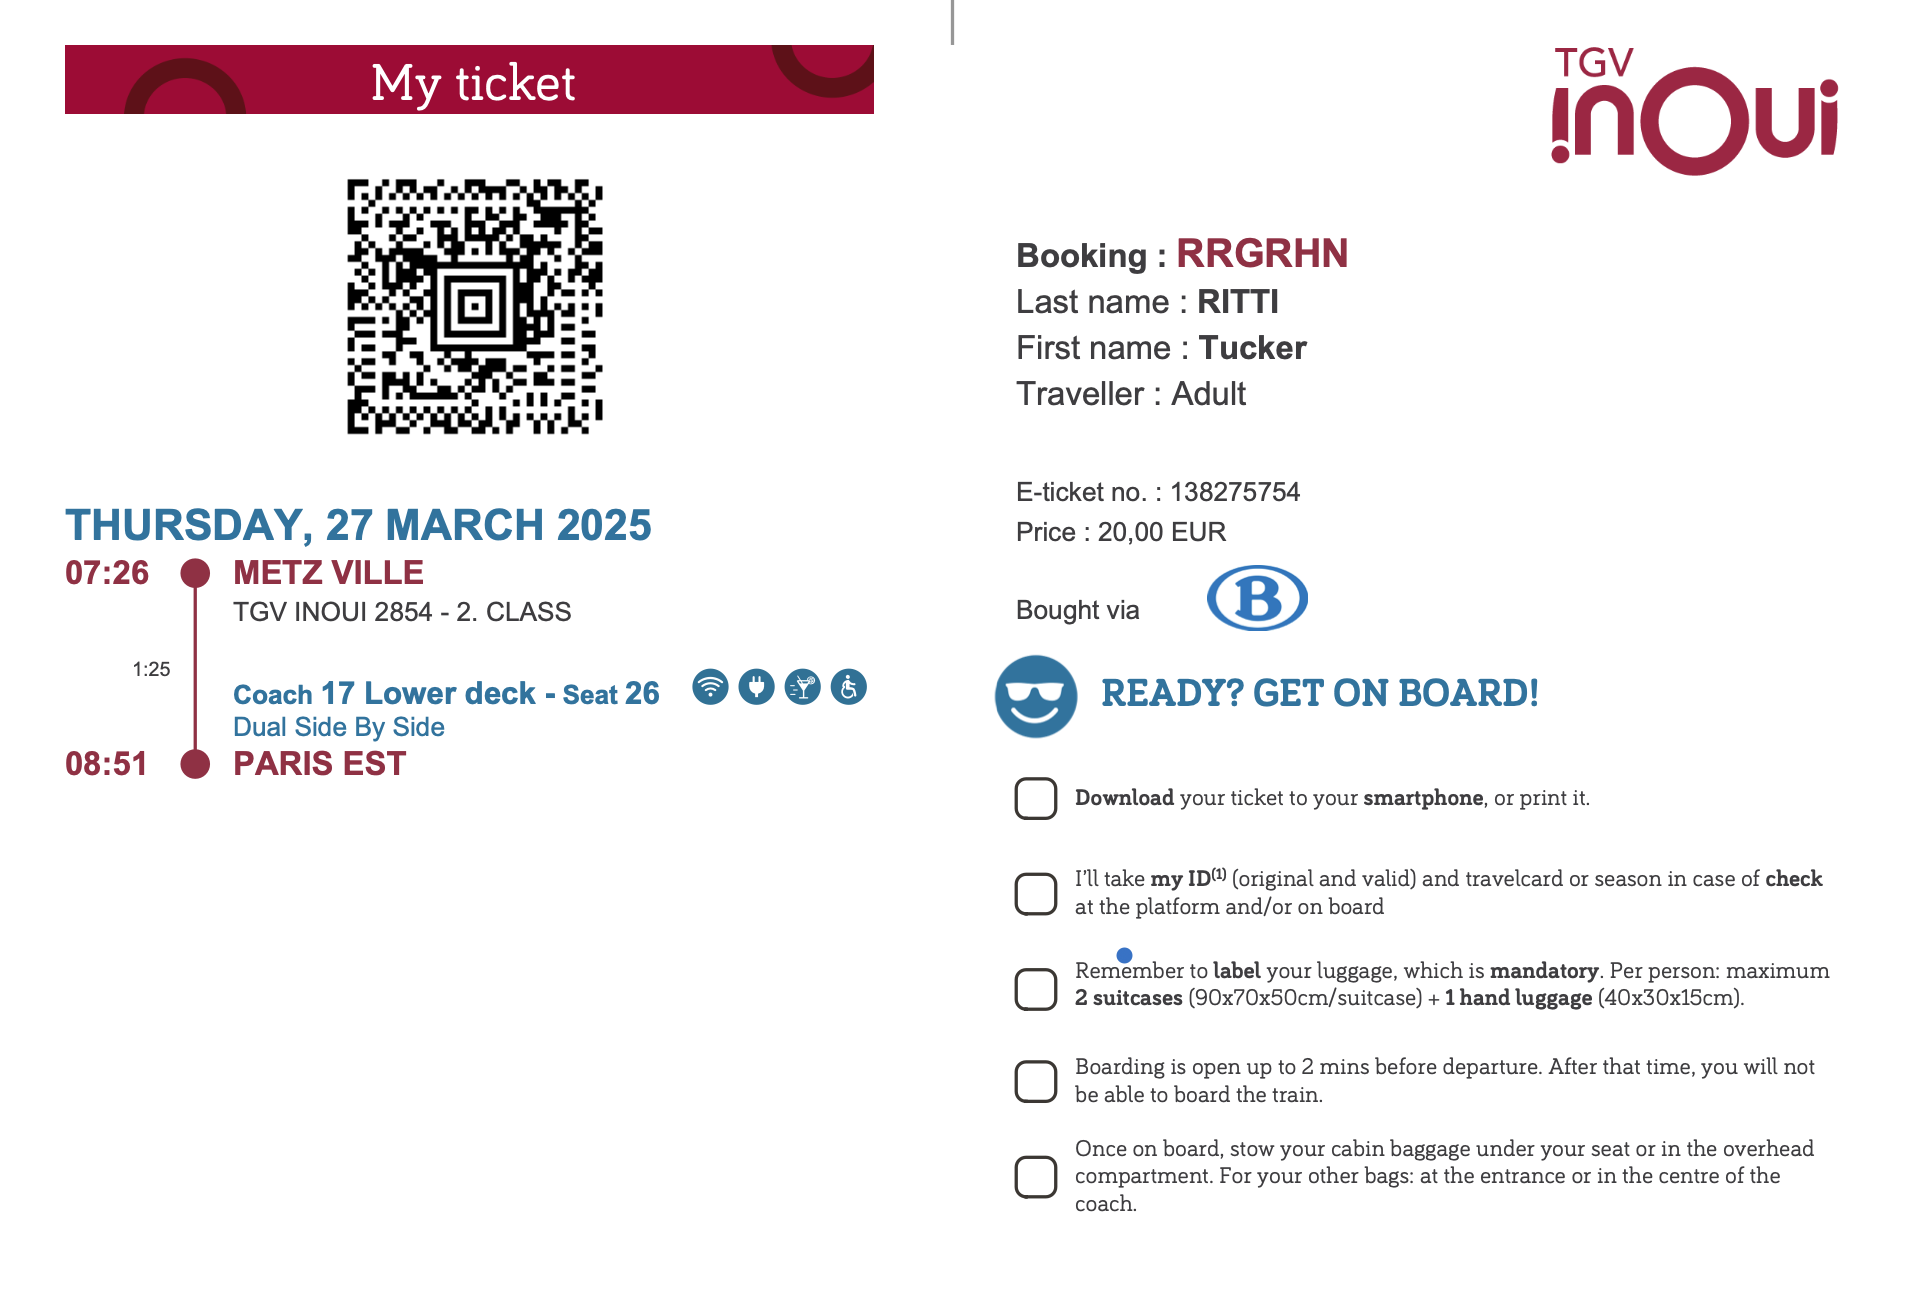 My ticket
THURSDAY, 27 MARCH 2025
07:26 METZ VILLE
TGV INOUI 2854 - 2. CLASS
1:25
Coach 17 Lower deck - Seat 26
Dual Side By Side
08:51 PARIS EST
TGV
inOui
Booking : RRGRHN
Last name : RITTI
First name : Tucker
Traveller : Adult
E-ticket no. : 138275754
Price : 20,00 EUR
Bought via B
READY? GET ON BOARD!
Download your ticket to your smartphone, or print it.
I'll take my ID(1) (original and valid) and travelcard or season in case of check
at the platform and/or on board
Remember to label your luggage, which is mandatory. Per person: maximum
2 suitcases (90x70x50cm/suitcase) + 1 hand luggage (40x30x15cm).
Boarding is open up to 2 mins before departure. After that time, you will not
be able to board the train.
Once on board, stow your cabin baggage under your seat or in the overhead
compartment. For your other bags: at the entrance or in the centre of the
coach.